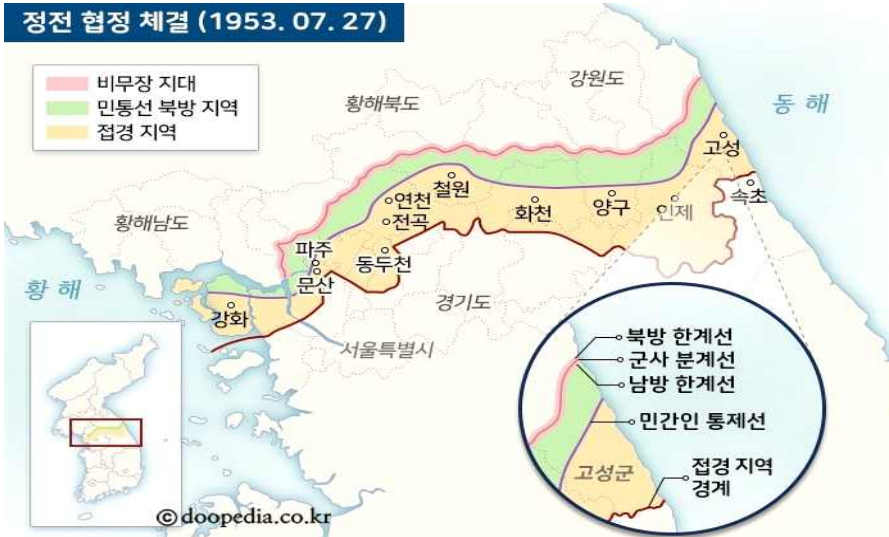 정전 협정 체결 (1953. 07. 27)
비무장 지대
민통선 북방 지역
접경 지역
강원도
황해북도
동 해
고성
속초
철원
연천
전곡
화천
양구
인제
황해남도
파주
문산
동두천
황 해
강화
경기도
서울특별시
북방 한계선
군사 분계선
남방 한계선
민간인 통제선
고성군
접경 지역
경계
ⓒdoopedia.co.kr